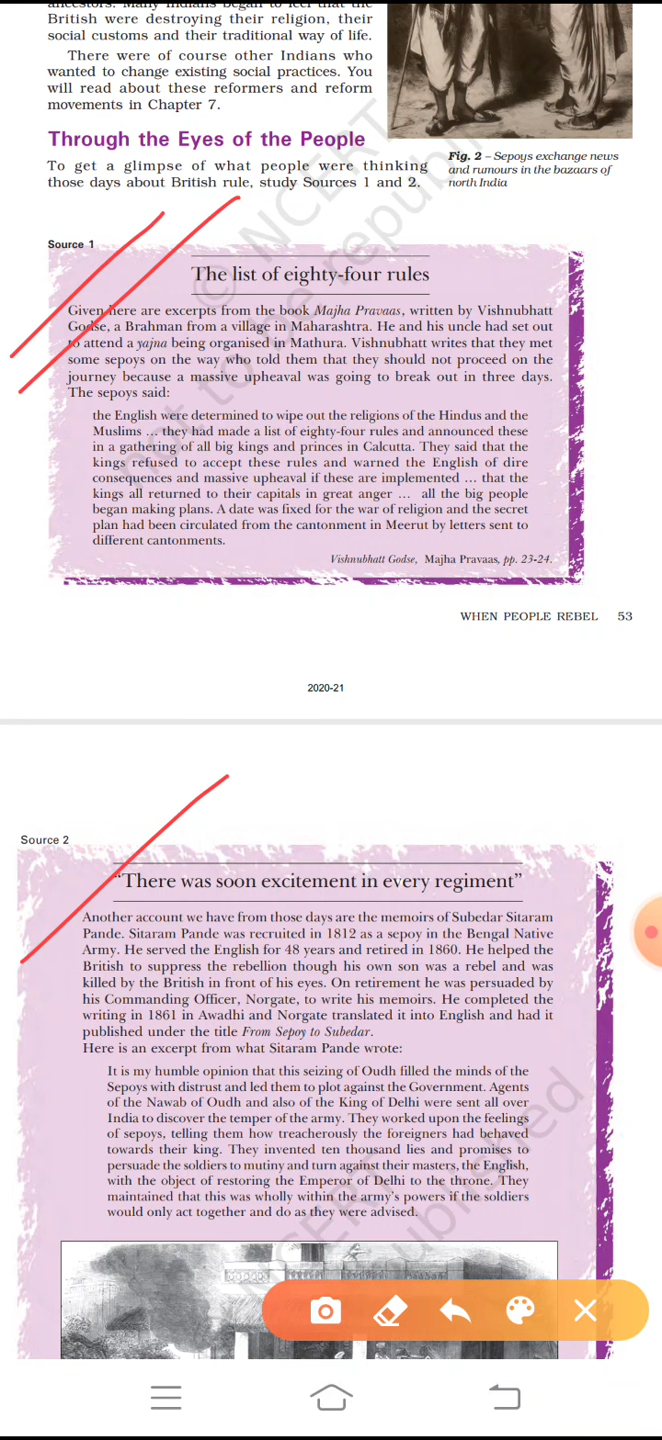 ancestors. Many Indians began to feel that the
British were destroying their religion, their
social customs and their traditional way of life.
There were of course other Indians who
wanted to change existing social practices. You
will read about these reformers and reform
movements in Chapter 7.
Through the Eyes of the People
To get a glimpse of what people were thinking
those days about British rule, study Sources 1 and 2.
Fig. 2 – Sepoys exchange news
and rumours in the bazaars of
north India
© NCERT
not to be republi
Source 1
The list of eighty-four rules
Given here are excerpts from the book Majha Pravaas, written by Vishnubhatt
Godse, a Brahman from a village in Maharashtra. He and his uncle had set out
to attend a yajna being organised in Mathura. Vishnubhatt writes that they met
some sepoys on the way who told them that they should not proceed on the
journey because a massive upheaval was going to break out in three days.
The sepoys said:
the English were determined to wipe out the religions of the Hindus and the
Muslims … they had made a list of eighty-four rules and announced these
in a gathering of all big kings and princes in Calcutta. They said that the
kings refused to accept these rules and warned the English of dire
consequences and massive upheaval if these are implemented … that the
kings all returned to their capitals in great anger … all the big people
began making plans. A date was fixed for the war of religion and the secret
plan had been circulated from the cantonment in Meerut by letters sent to
different cantonments.
Vishnubhatt Godse, Majha Pravaas, pp. 23-24.
WHEN PEOPLE REBEL 53
2020-21
Source 2
“There was soon excitement in every regiment”
Another account we have from those days are the memoirs of Subedar Sitaram
Pande. Sitaram Pande was recruited in 1812 as a sepoy in the Bengal Native
Army. He served the English for 48 years and retired in 1860. He helped the
British to suppress the rebellion though his own son was a rebel and was
killed by the British in front of his eyes. On retirement he was persuaded by
his Commanding Officer, Norgate, to write his memoirs. He completed the
writing in 1861 in Awadhi and Norgate translated it into English and had it
published under the title From Sepoy to Subedar.
Here is an excerpt from what Sitaram Pande wrote:
It is my humble opinion that this seizing of Oudh filled the minds of the
Sepoys with distrust and led them to plot against the Government. Agents
of the Nawab of Oudh and also of the King of Delhi were sent all over
India to discover the temper of the army. They worked upon the feelings
of sepoys, telling them how treacherously the foreigners had behaved
towards their king. They invented ten thousand lies and promises to
persuade the soldiers to mutiny and turn against their masters, the English,
with the object of restoring the Emperor of Delhi to the throne. They
maintained that this was wholly within the army’s powers if the soldiers
would only act together and do as they were advised.
NCERT
ublished